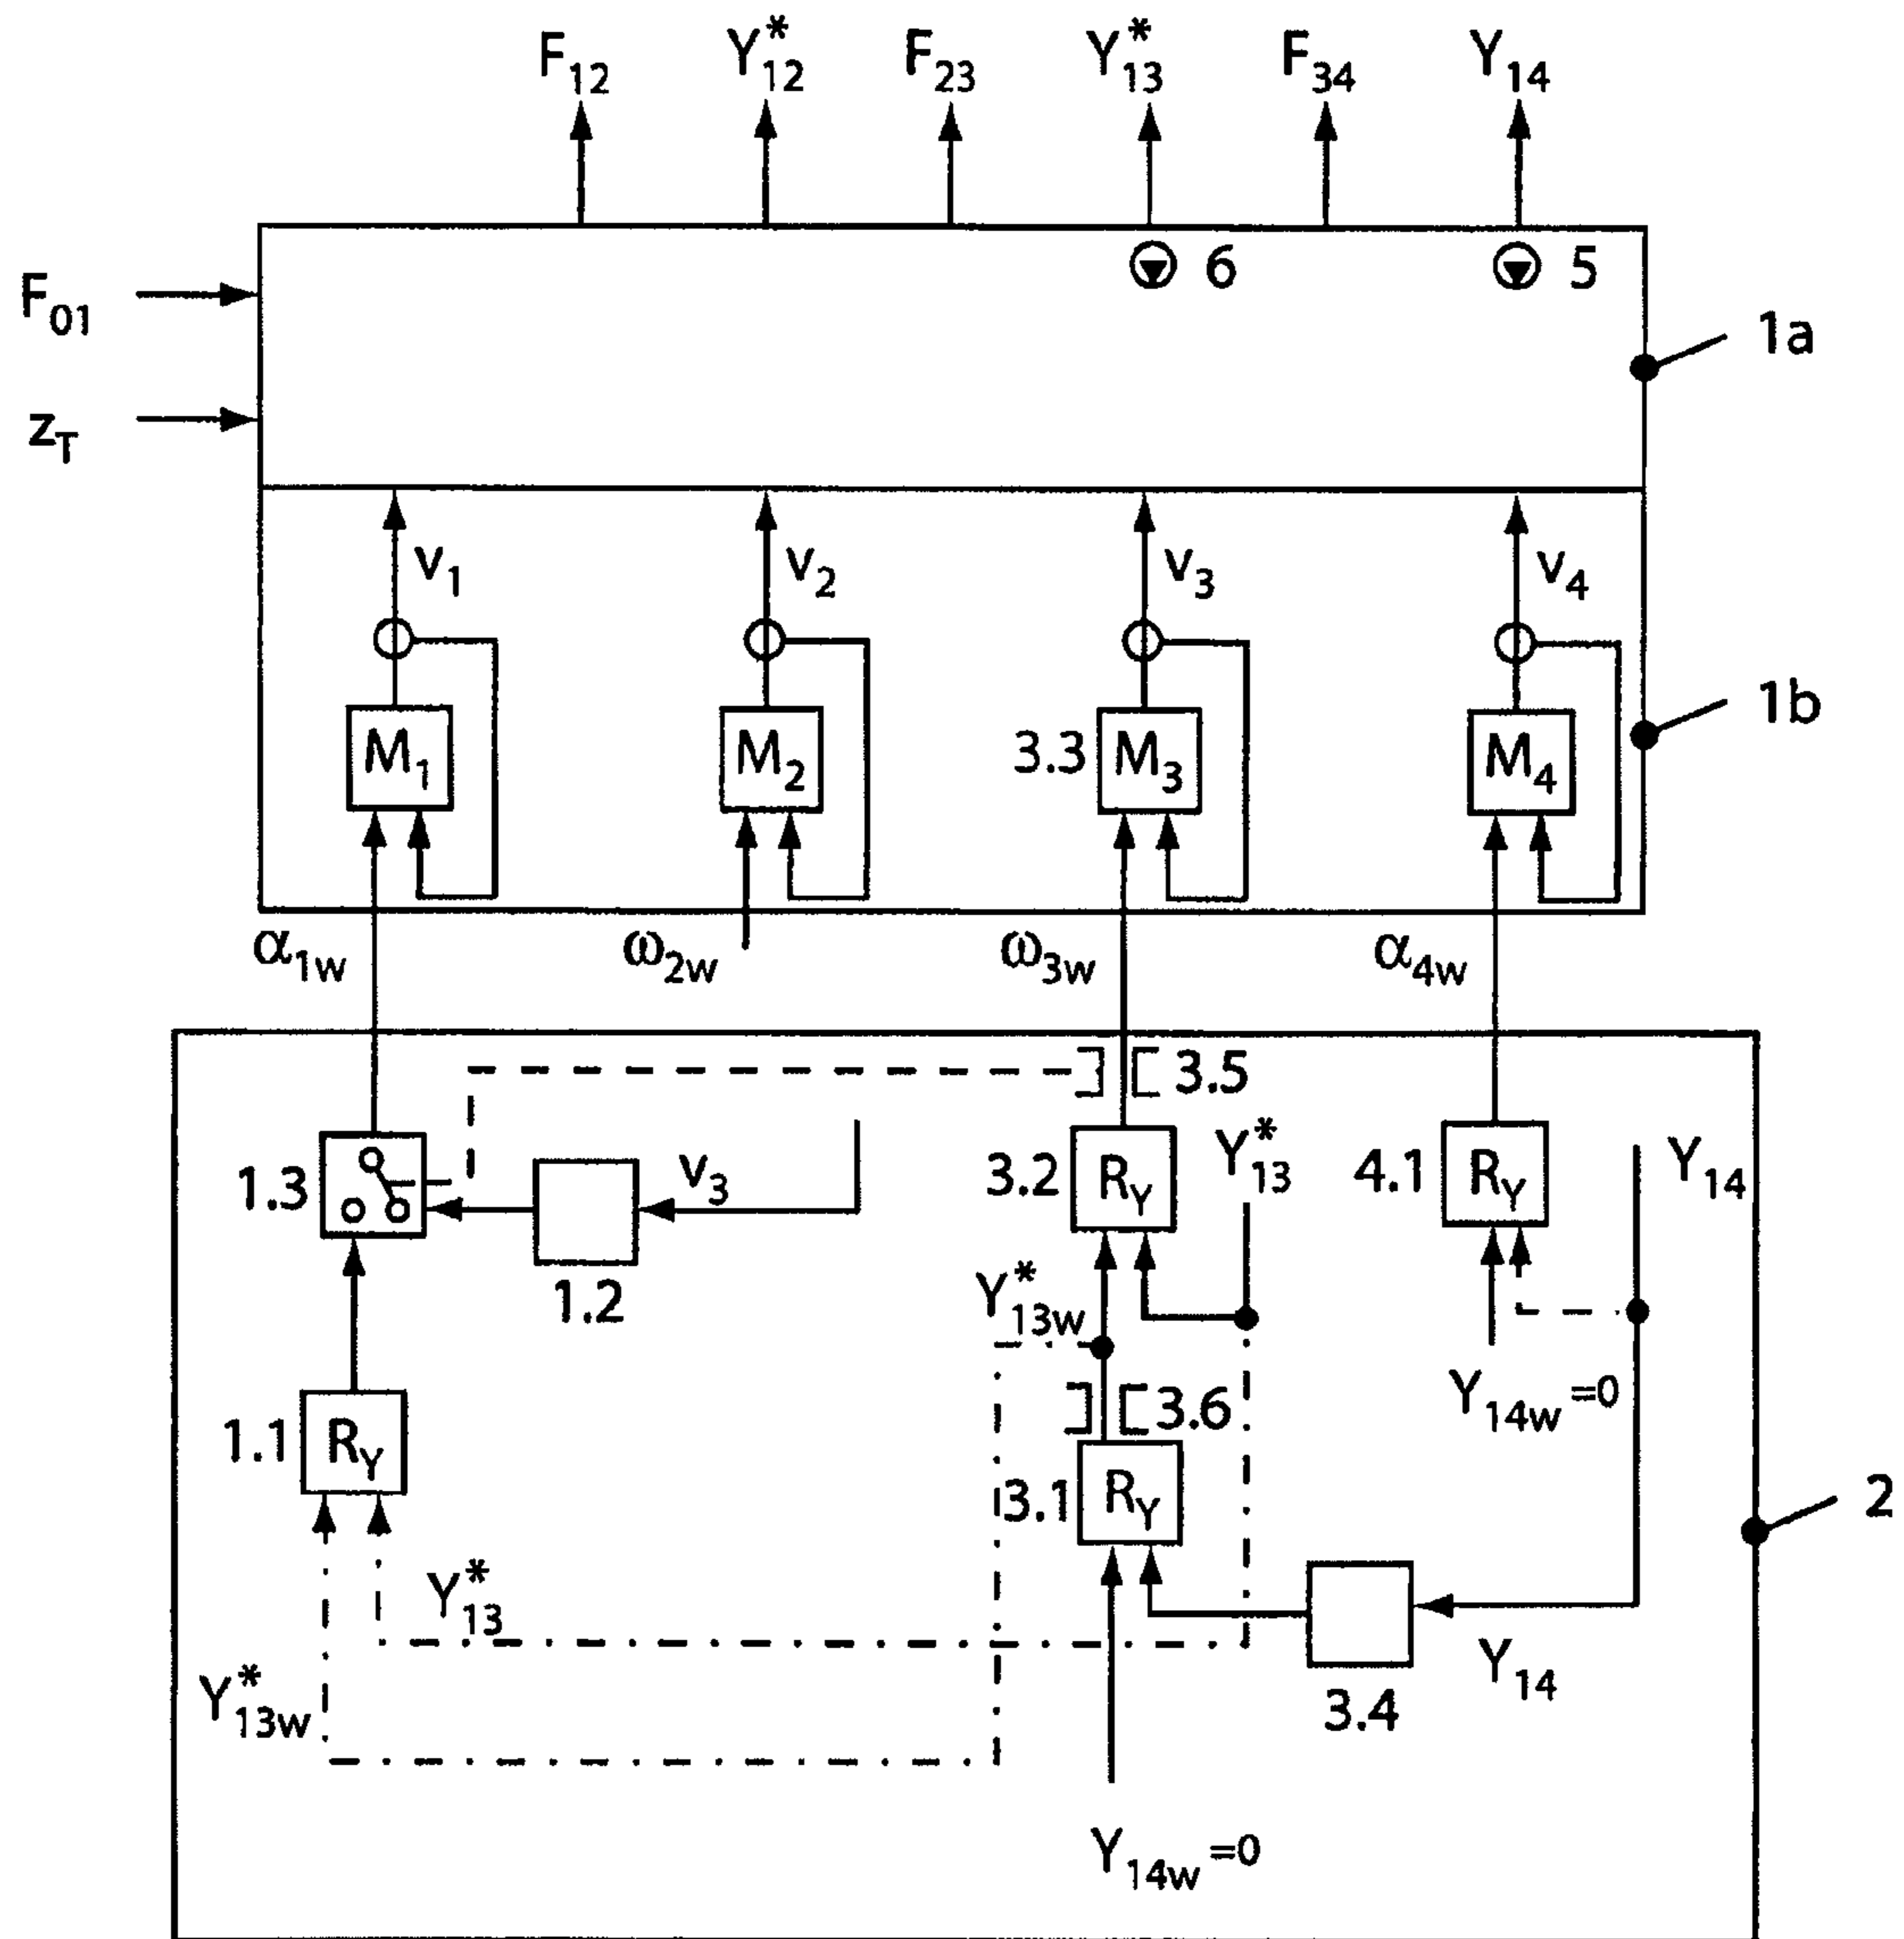 F12 Y*12 F23 Y*13 F34 Y14
6 5
F01
1a
zT
v1 v2 v3 v4
1b
M1 M2 3.3 M3 M4
α1w ω2w ω3w α4w
3.5
1.3 v3 3.2 RY Y*13 4.1 RY Y14
1.2
Y*13w
Y14w=0
3.6
1.1 RY
3.1 RY
2
Y*13
Y14
Y*13w
3.4
Y14w=0